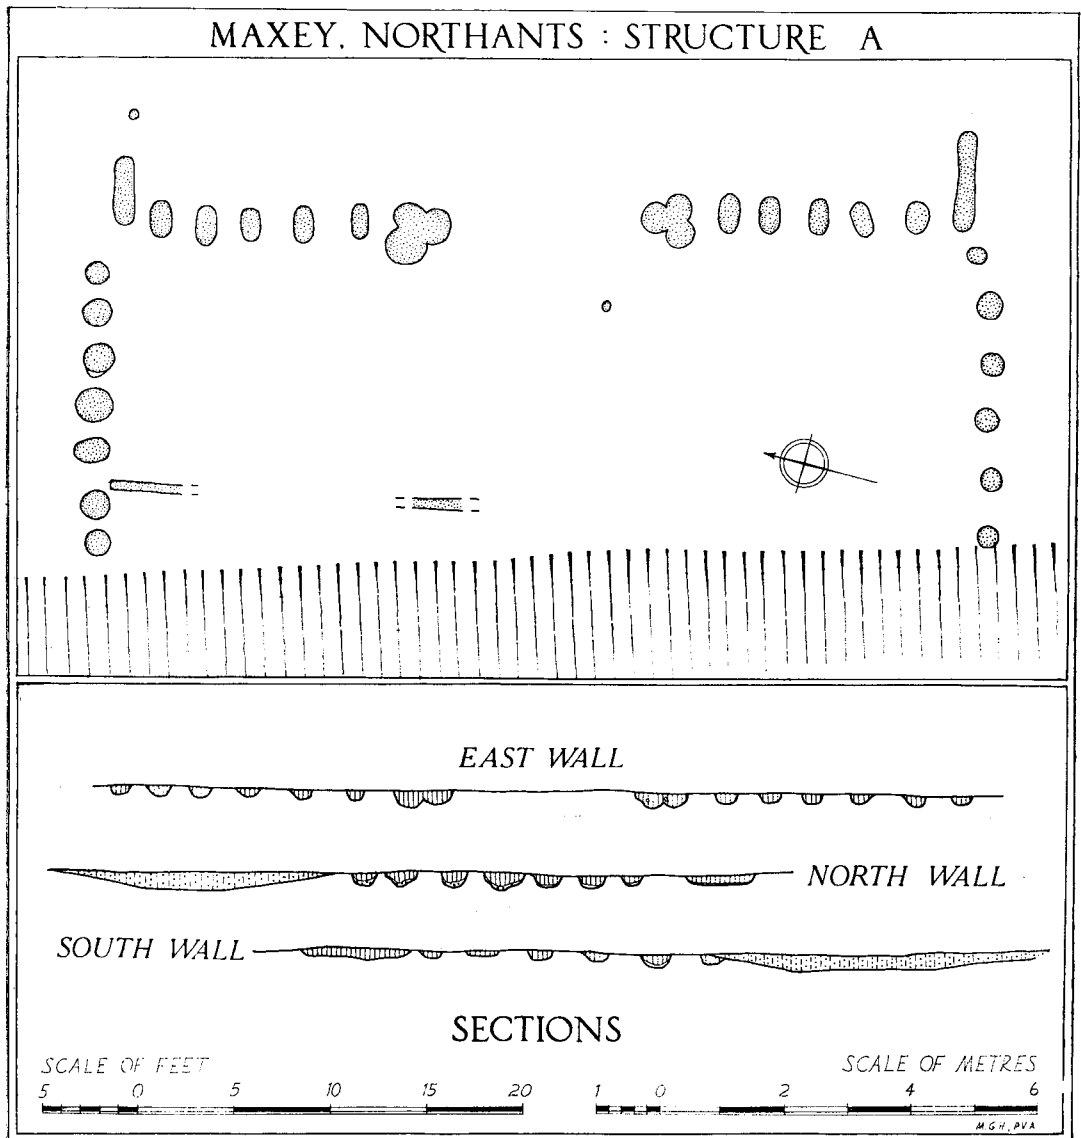 MAXEY. NORTHANTS : STRUCTURE A
EAST WALL
NORTH WALL
SOUTH WALL
SECTIONS
SCALE OF FEET
5 0 5 10 15 20
SCALE OF METRES
1 0 2 4 6
M.G.H., P.V.A